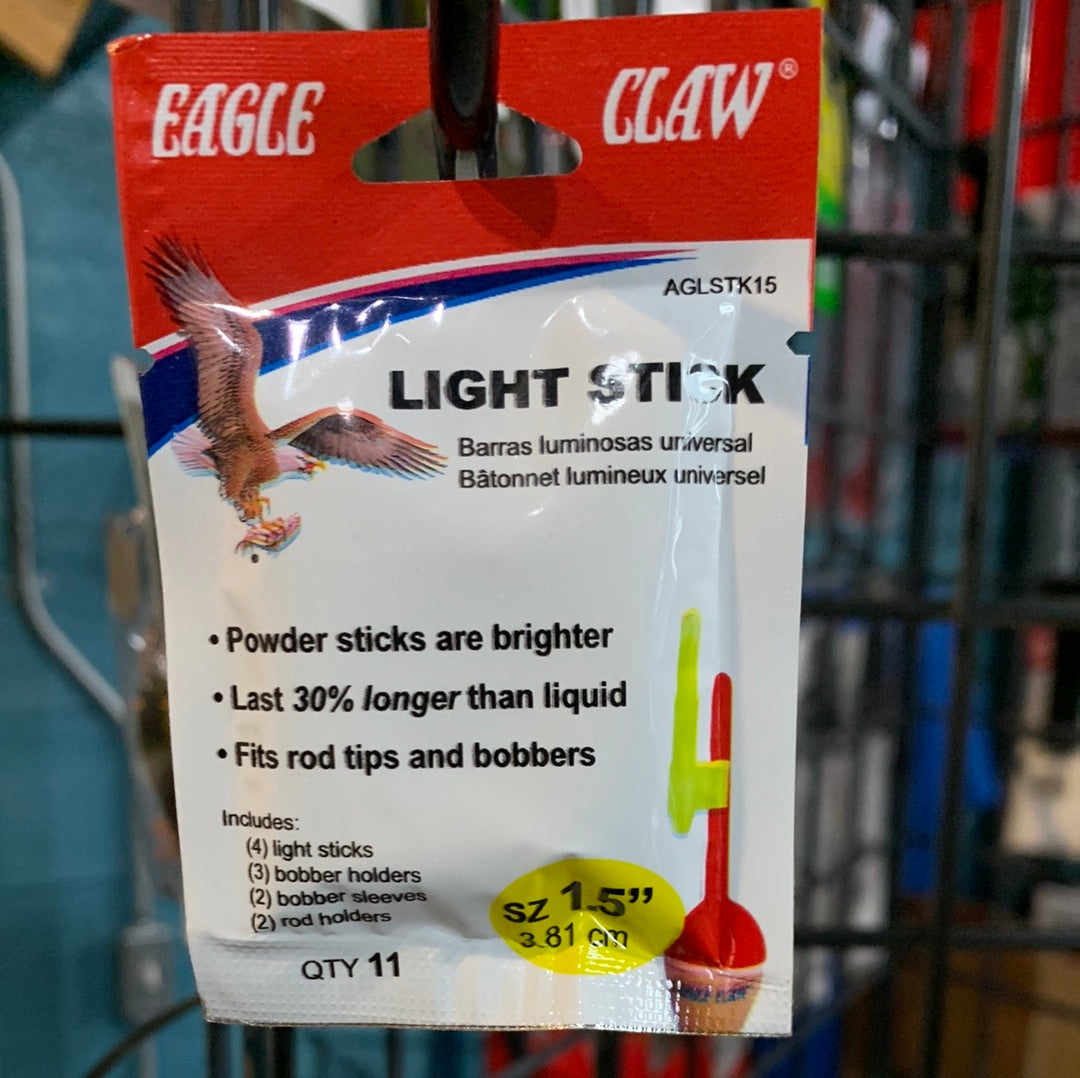 EAGLE CLAW®
AGLSTK15
LIGHT STICK
Barras luminosas universal
Bâtonnet lumineux universel
• Powder sticks are brighter
• Last 30% longer than liquid
• Fits rod tips and bobbers
Includes:
(4) light sticks
(3) bobber holders
(2) bobber sleeves
(2) rod holders
QTY 11
SZ 1.5”
3.81 cm